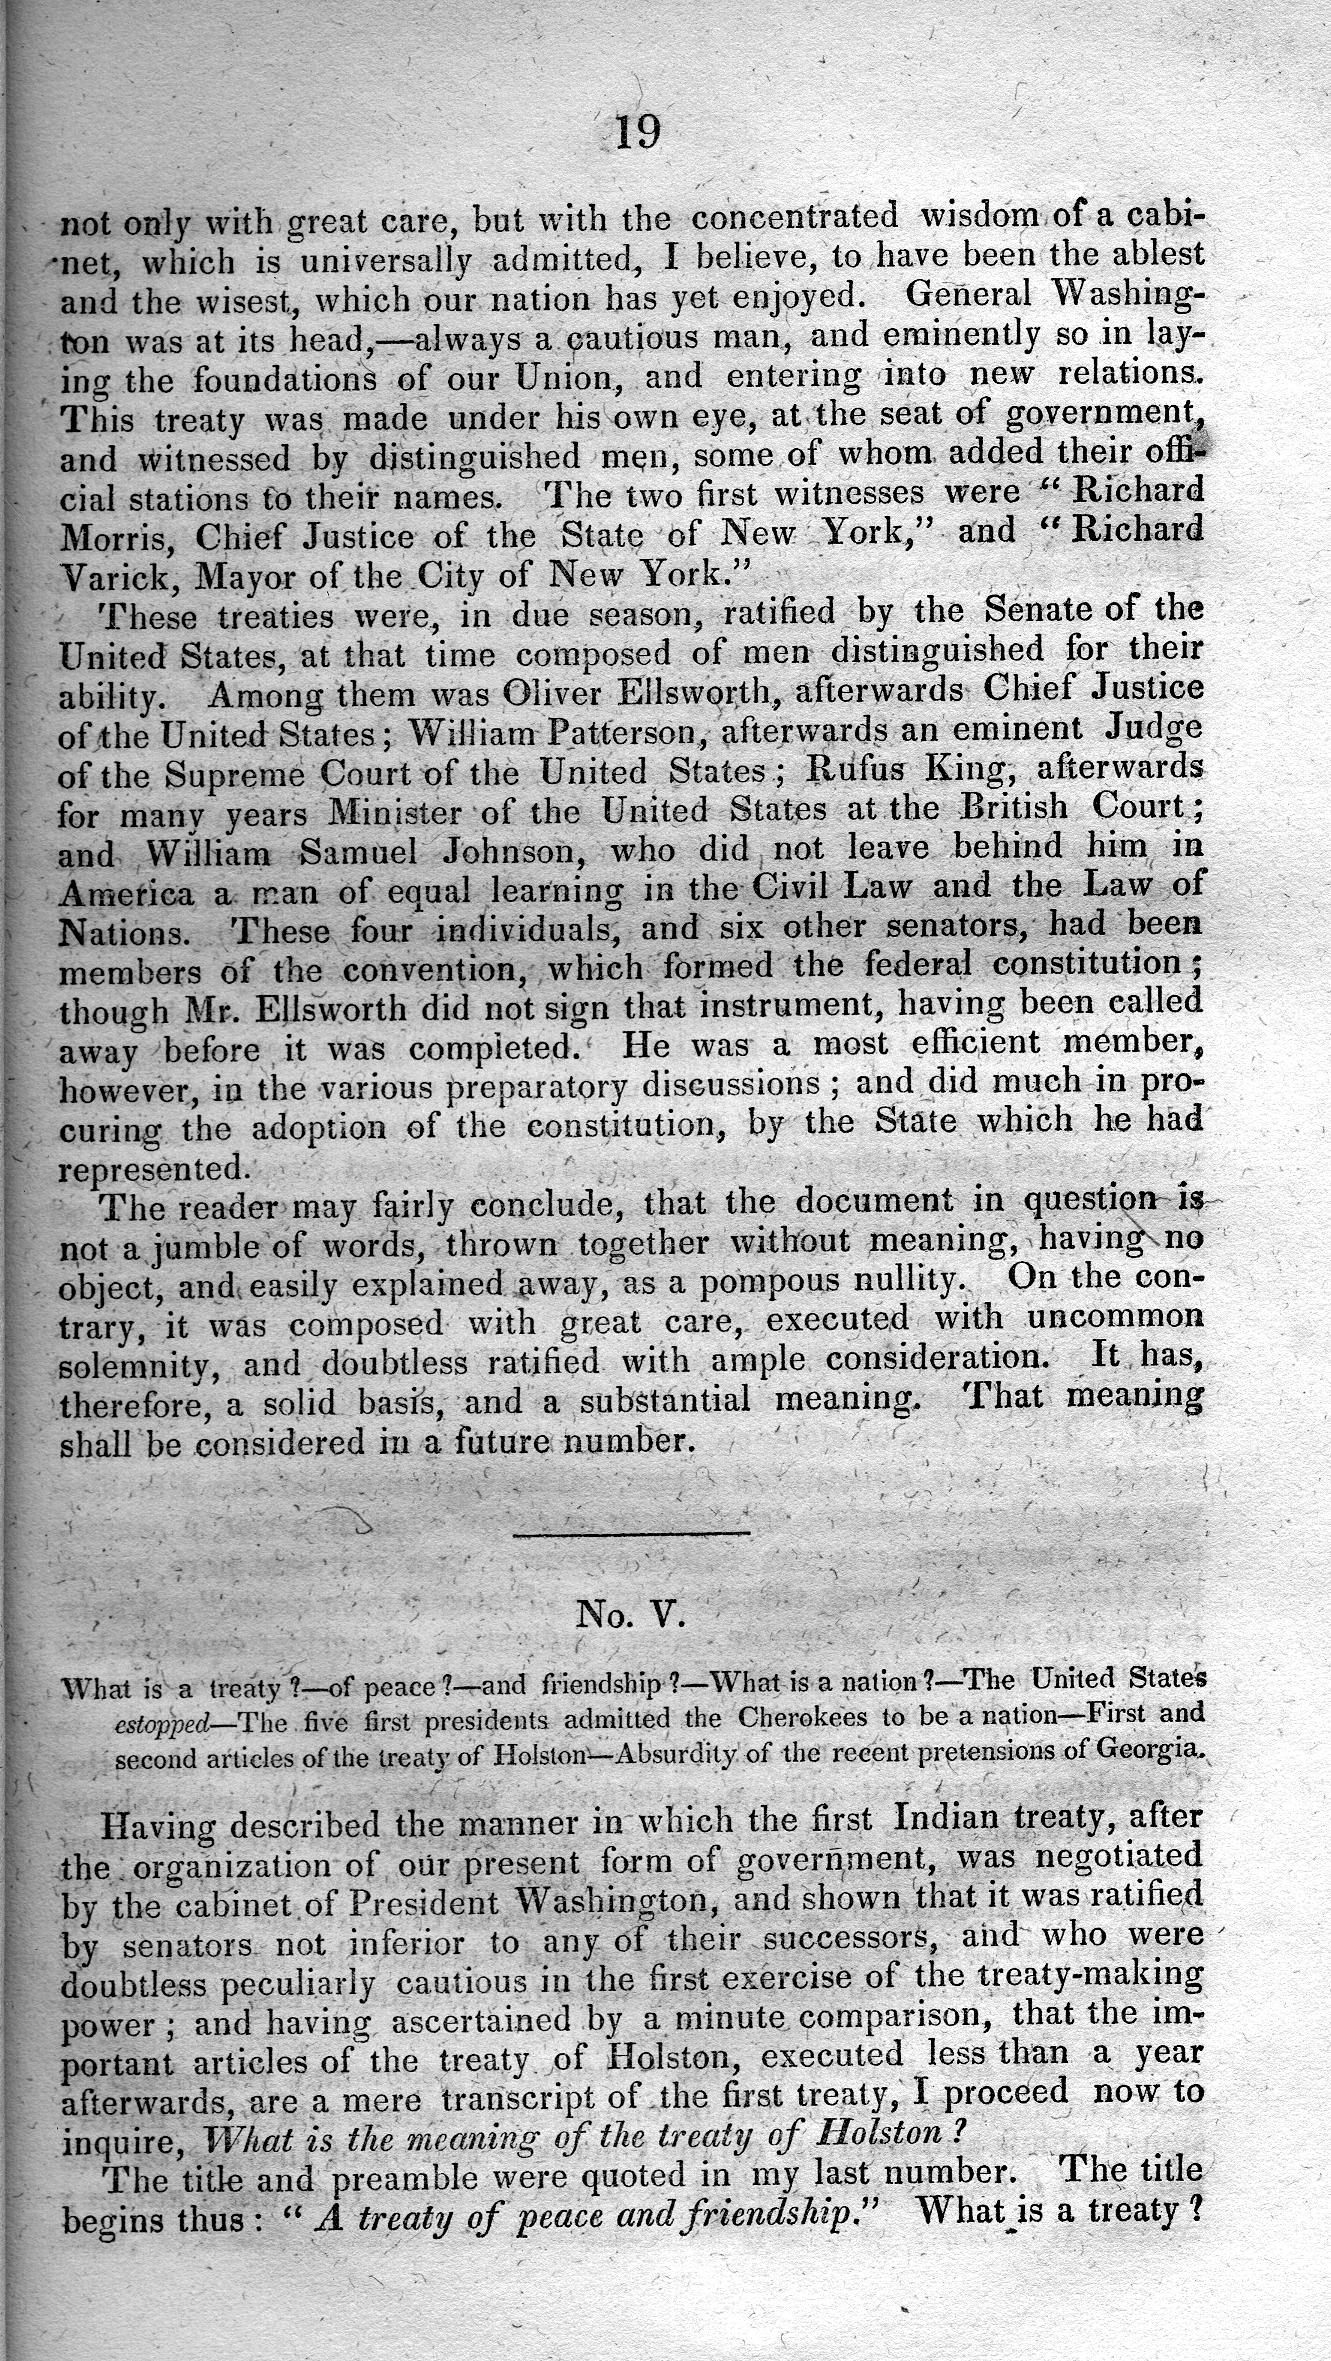 19
not only with great care, but with the concentrated wisdom of a cabi-
net, which is universally admitted, I believe, to have been the ablest
and the wisest, which our nation has yet enjoyed. General Washing-
ton was at its head,—always a cautious man, and eminently so in lay-
ing the foundations of our Union, and entering into new relations.
This treaty was made under his own eye, at the seat of government,
and witnessed by distinguished men, some of whom added their offi-
cial stations to their names. The two first witnesses were “Richard
Morris, Chief Justice of the State of New York,” and “Richard
Varick, Mayor of the City of New York.”
These treaties were, in due season, ratified by the Senate of the
United States, at that time composed of men distinguished for their
ability. Among them was Oliver Ellsworth, afterwards Chief Justice
of the United States; William Patterson, afterwards an eminent Judge
of the Supreme Court of the United States; Rufus King, afterwards
for many years Minister of the United States at the British Court;
and William Samuel Johnson, who did not leave behind him in
America a man of equal learning in the Civil Law and the Law of
Nations. These four individuals, and six other senators, had been
members of the convention, which formed the federal constitution;
though Mr. Ellsworth did not sign that instrument, having been called
away before it was completed. He was a most efficient member,
however, in the various preparatory discussions; and did much in pro-
curing the adoption of the constitution, by the State which he had
represented.
The reader may fairly conclude, that the document in question is
not a jumble of words, thrown together without meaning, having no
object, and easily explained away, as a pompous nullity. On the con-
trary, it was composed with great care, executed with uncommon
solemnity, and doubtless ratified with ample consideration. It has,
therefore, a solid basis, and a substantial meaning. That meaning
shall be considered in a future number.
No. V.
What is a treaty?—of peace?—and friendship?—What is a nation?—The United States
estopped—The five first presidents admitted the Cherokees to be a nation—First and
second articles of the treaty of Holston—Absurdity of the recent pretensions of Georgia.
Having described the manner in which the first Indian treaty, after
the organization of our present form of government, was negotiated
by the cabinet of President Washington, and shown that it was ratified
by senators not inferior to any of their successors, and who were
doubtless peculiarly cautious in the first exercise of the treaty-making
power; and having ascertained by a minute comparison, that the im-
portant articles of the treaty of Holston, executed less than a year
afterwards, are a mere transcript of the first treaty, I proceed now to
inquire, What is the meaning of the treaty of Holston?
The title and preamble were quoted in my last number. The title
begins thus: “A treaty of peace and friendship.” What is a treaty?